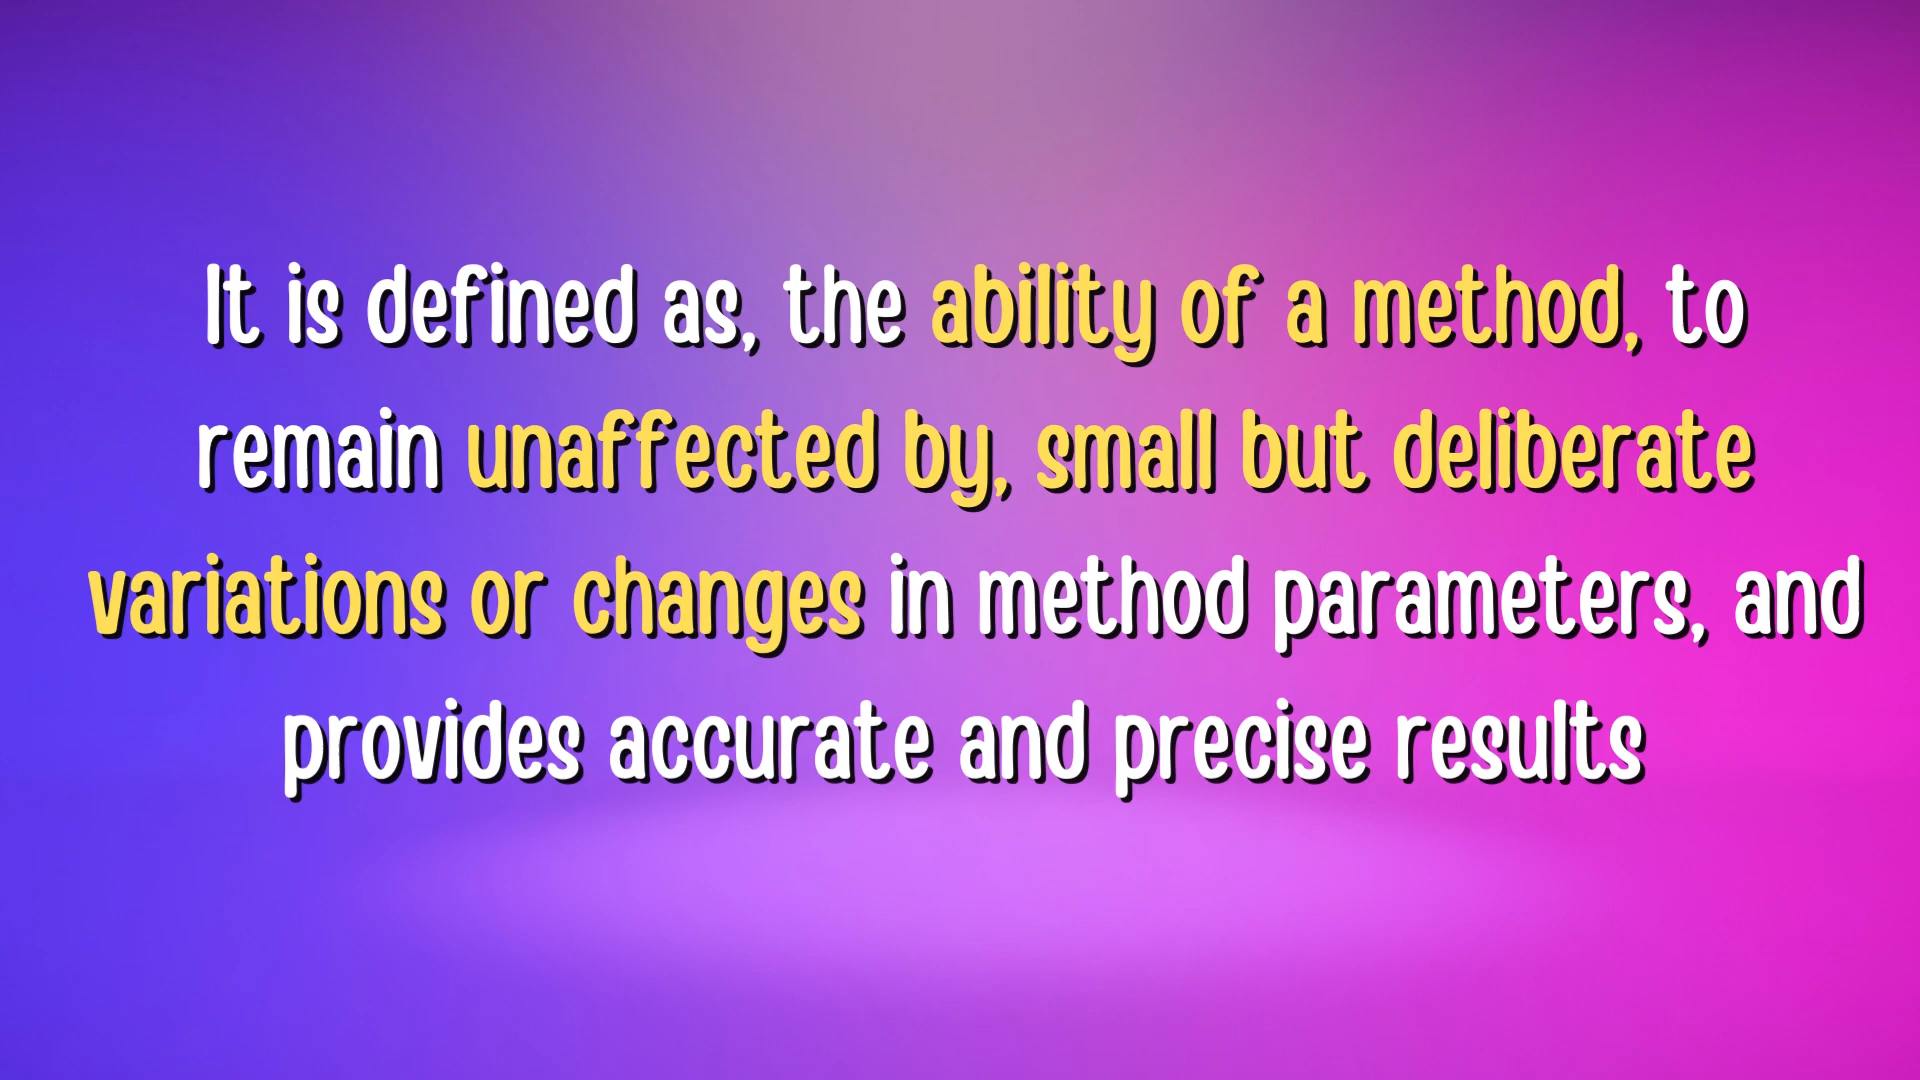 It is defined as, the ability of a method, to
remain unaffected by, small but deliberate
variations or changes in method parameters, and
provides accurate and precise results